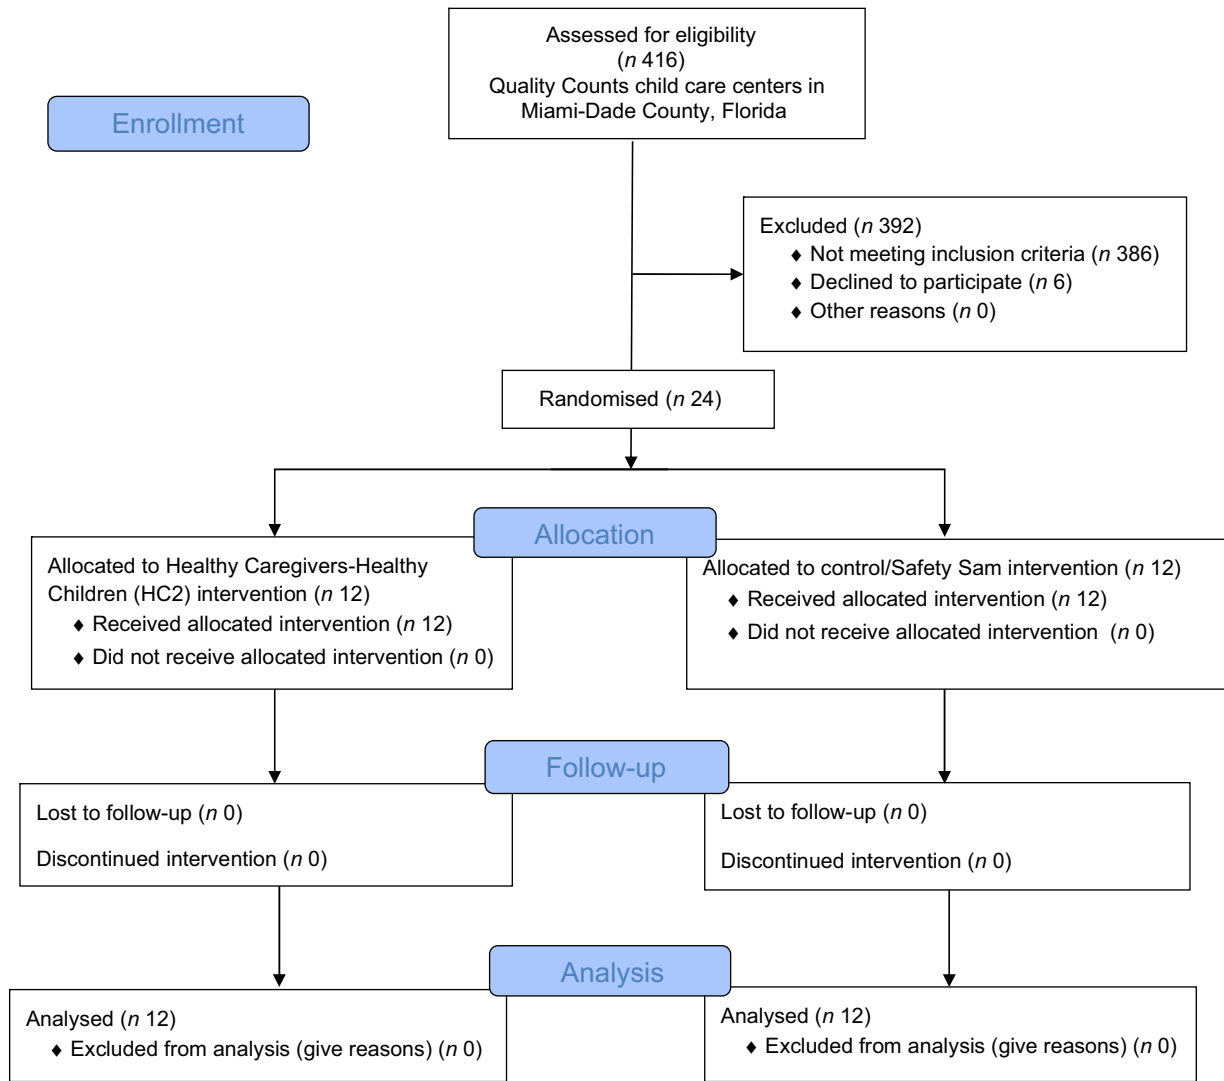 Assessed for eligibility
(n 416)
Quality Counts child care centers in
Miami-Dade County, Florida
Enrollment
Excluded (n 392)
♦ Not meeting inclusion criteria (n 386)
♦ Declined to participate (n 6)
♦ Other reasons (n 0)
Randomised (n 24)
Allocation
Allocated to Healthy Caregivers-Healthy
Children (HC2) intervention (n 12)
♦ Received allocated intervention (n 12)
♦ Did not receive allocated intervention (n 0)
Allocated to control/Safety Sam intervention (n 12)
♦ Received allocated intervention (n 12)
♦ Did not receive allocated intervention (n 0)
Follow-up
Lost to follow-up (n 0)
Discontinued intervention (n 0)
Lost to follow-up (n 0)
Discontinued intervention (n 0)
Analysis
Analysed (n 12)
♦ Excluded from analysis (give reasons) (n 0)
Analysed (n 12)
♦ Excluded from analysis (give reasons) (n 0)